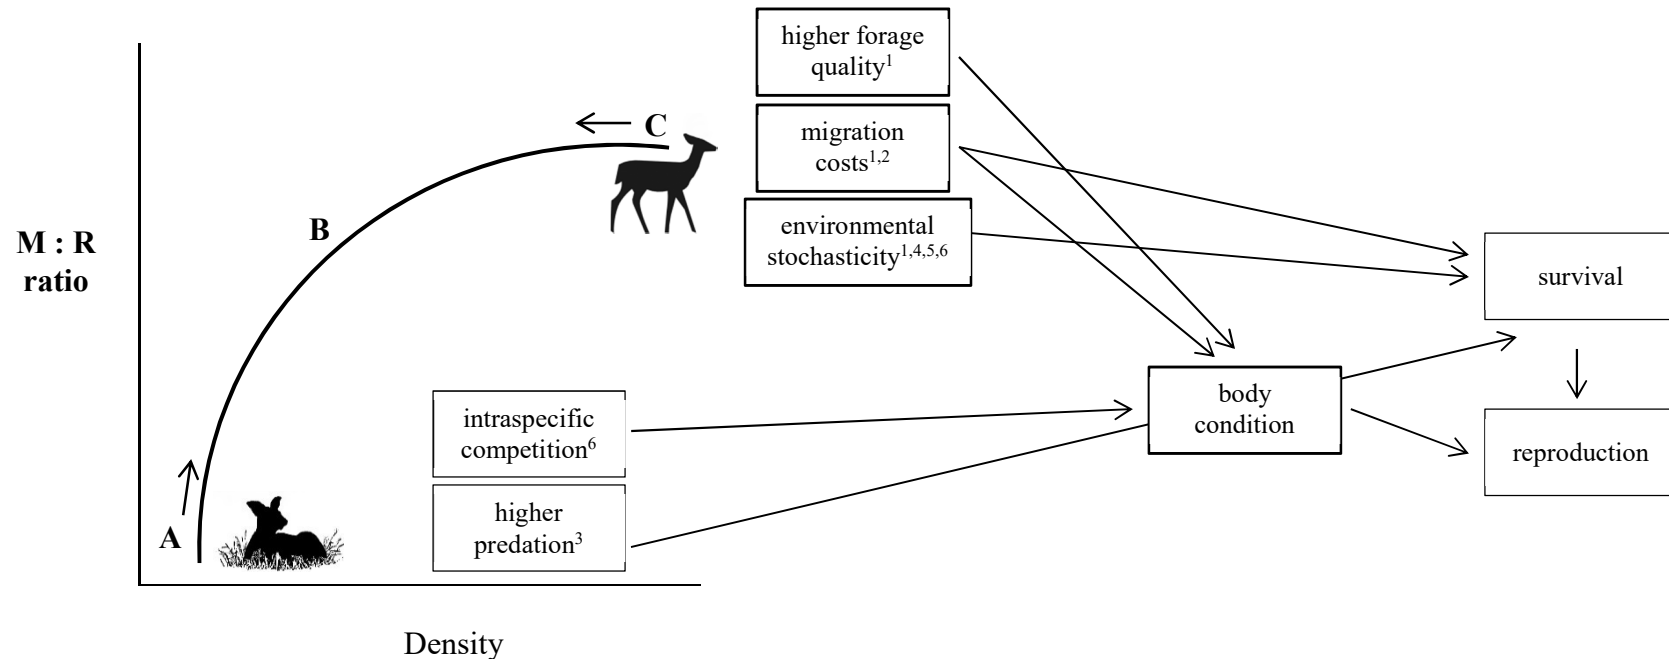 higher forage
quality¹
C
migration
costs¹,²
B
M : R
ratio
environmental
stochasticity¹,⁴,⁵,⁶
survival
body
condition
intraspecific
competition⁶
reproduction
higher
predation³
A
Density